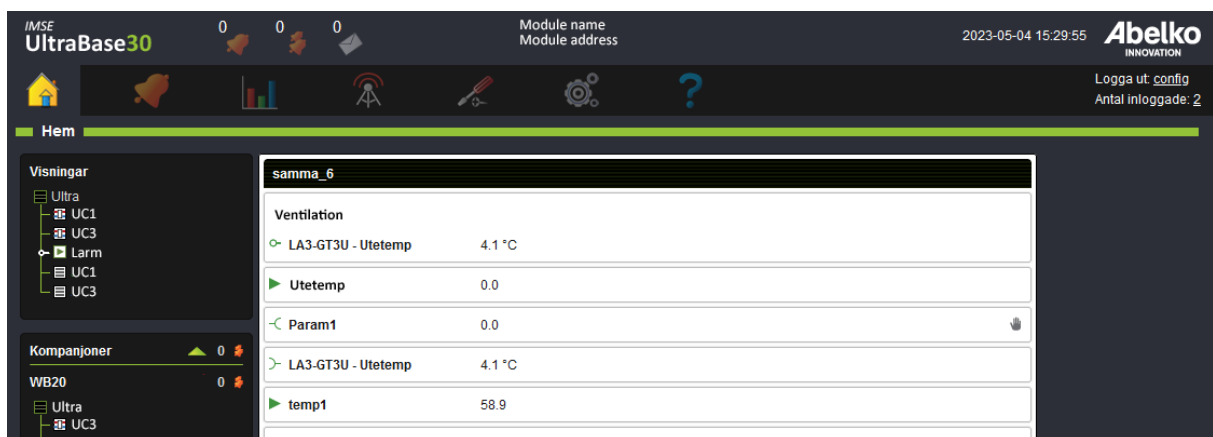 IMSE
UltraBase30
0
0
0
Module name
Module address
2023-05-04 15:29:55
Abelko
INNOVATION
Logga ut: config
Antal inloggade: 2
Hem
Visningar
Ultra
UC1
UC3
Larm
UC1
UC3
Kompanjoner 0
WB20 0
Ultra
UC3
samma_6
Ventilation
LA3-GT3U - Utetemp 4.1 °C
Utetemp 0.0
Param1 0.0
LA3-GT3U - Utetemp 4.1 °C
temp1 58.9